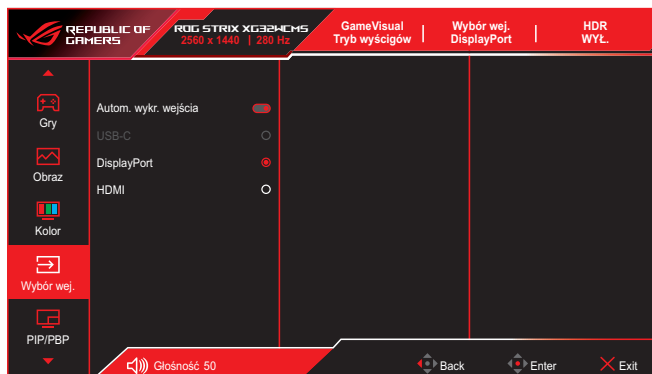 REPUBLIC OF
GAMERS
ROG STRIX XG32WCMS
2560 x 1440 | 280 Hz
GameVisual
Tryb wyścigów
Wybór wej.
DisplayPort
HDR
WYŁ.
Gry
Obraz
Kolor
Wybór wej.
PIP/PBP
Autom. wykr. wejścia
USB-C
DisplayPort
HDMI
Głośność 50
Back
Enter
Exit